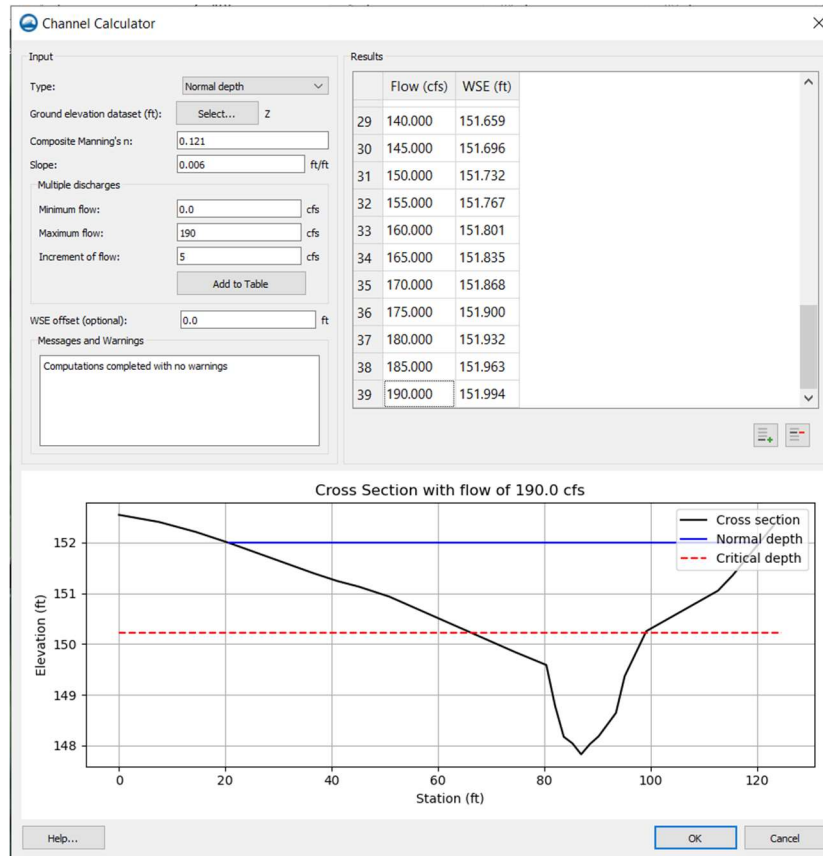 Channel Calculator
Input
Type:
Normal depth
Ground elevation dataset (ft):
Select...
Z
Composite Manning's n:
0.121
Slope:
0.006
ft/ft
Multiple discharges
Minimum flow:
0.0
cfs
Maximum flow:
190
cfs
Increment of flow:
5
cfs
Add to Table
WSE offset (optional):
0.0
ft
Messages and Warnings
Computations completed with no warnings
Results
Flow (cfs) WSE (ft)
29 140.000 151.659
30 145.000 151.696
31 150.000 151.732
32 155.000 151.767
33 160.000 151.801
34 165.000 151.835
35 170.000 151.868
36 175.000 151.900
37 180.000 151.932
38 185.000 151.963
39 190.000 151.994
Cross Section with flow of 190.0 cfs
Cross section
Normal depth
Critical depth
Elevation (ft)
152
151
150
149
148
0 20 40 60 80 100 120
Station (ft)
Help...
OK
Cancel